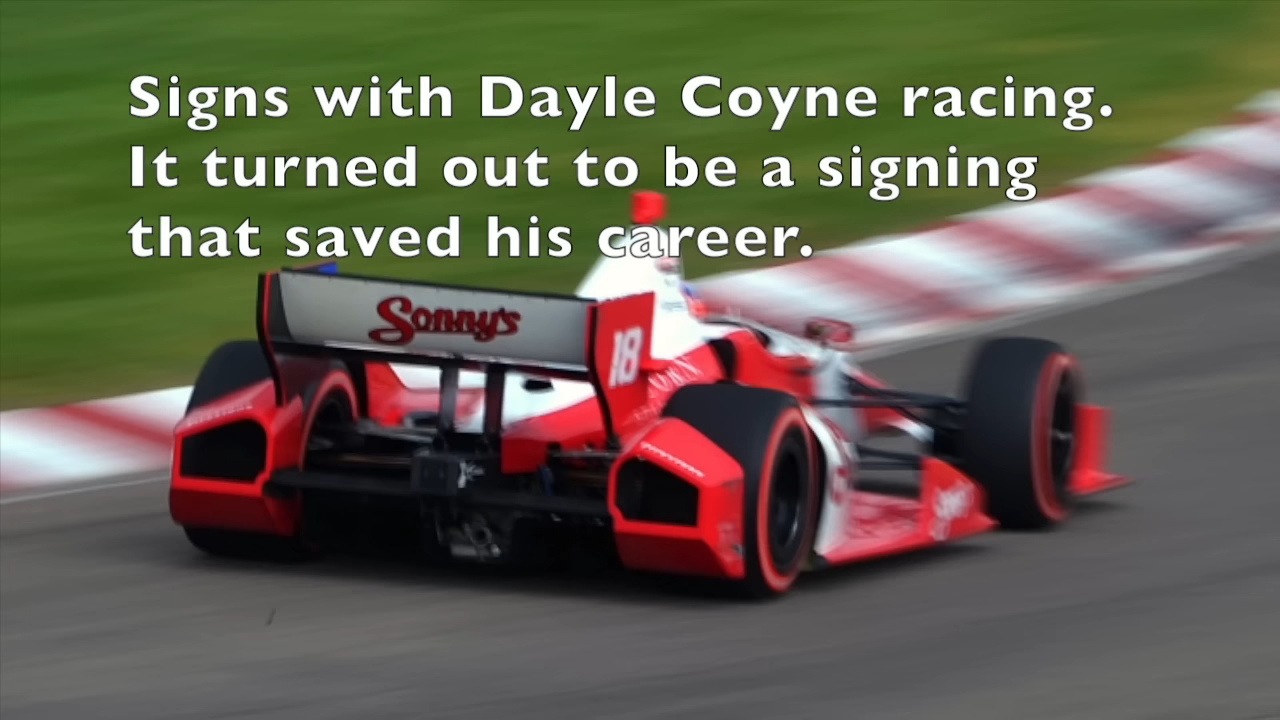 Signs with Dayle Coyne racing.
It turned out to be a signing
that saved his career.
Sonny's
18